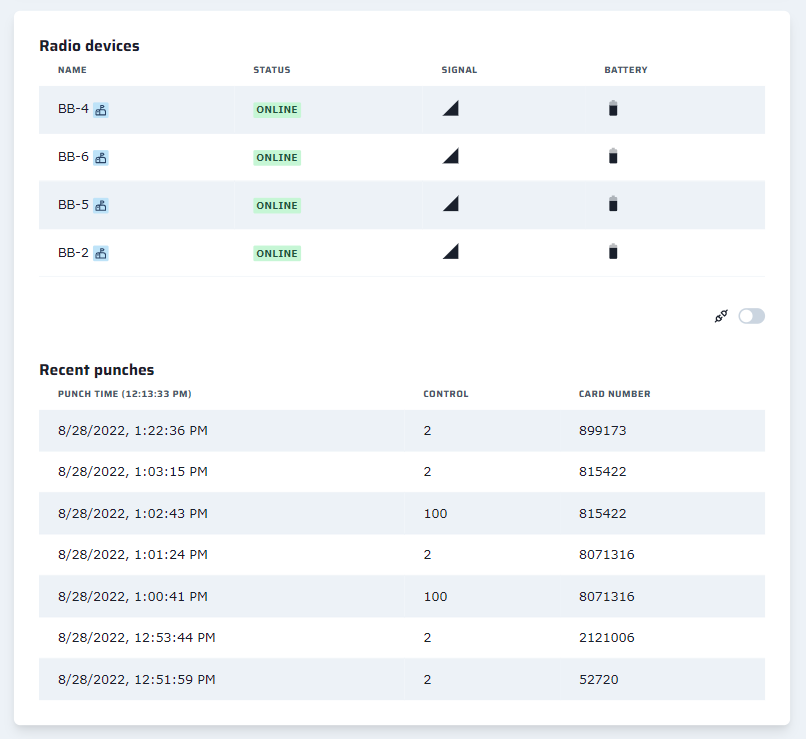 Radio devices
NAME STATUS SIGNAL BATTERY
BB-4 ONLINE
BB-6 ONLINE
BB-5 ONLINE
BB-2 ONLINE
Recent punches
PUNCH TIME (12:13:33 PM) CONTROL CARD NUMBER
8/28/2022, 1:22:36 PM 2 899173
8/28/2022, 1:03:15 PM 2 815422
8/28/2022, 1:02:43 PM 100 815422
8/28/2022, 1:01:24 PM 2 8071316
8/28/2022, 1:00:41 PM 100 8071316
8/28/2022, 12:53:44 PM 2 2121006
8/28/2022, 12:51:59 PM 2 52720